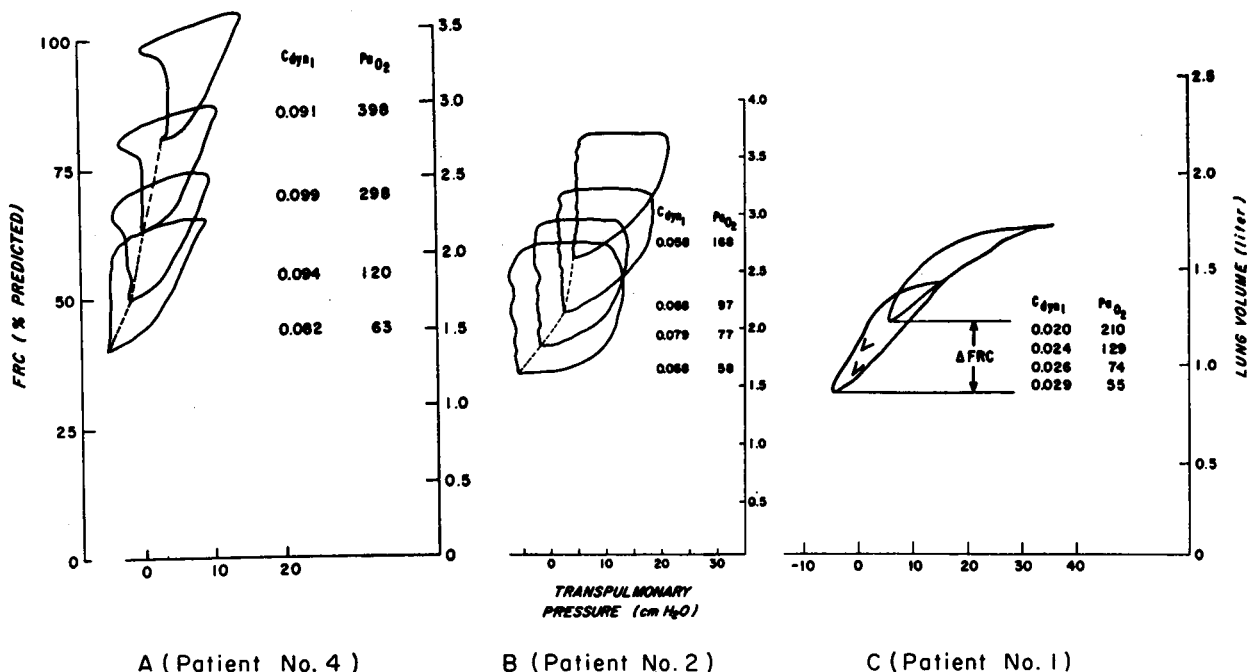 FRC (% PREDICTED)
100
75
50
25
0
0 10 20
3.5
3.0
2.5
2.0
1.5
1.0
0.5
0
Cdyn1 PaO2
0.091 398
0.099 298
0.094 120
0.082 63
A (Patient No. 4)
4.0
3.5
3.0
2.5
2.0
1.5
1.0
0.5
0 10 20 30
Cdyn1 PaO2
0.058 168
0.066 97
0.079 77
0.068 58
TRANSPULMONARY
PRESSURE (cm H2O)
B (Patient No. 2)
2.5
2.0
1.5
1.0
0.5
0
-10 0 10 20 30 40
LUNG VOLUME (liter)
ΔFRC
Cdyn1 PaO2
0.020 210
0.024 129
0.026 74
0.029 55
C (Patient No. 1)